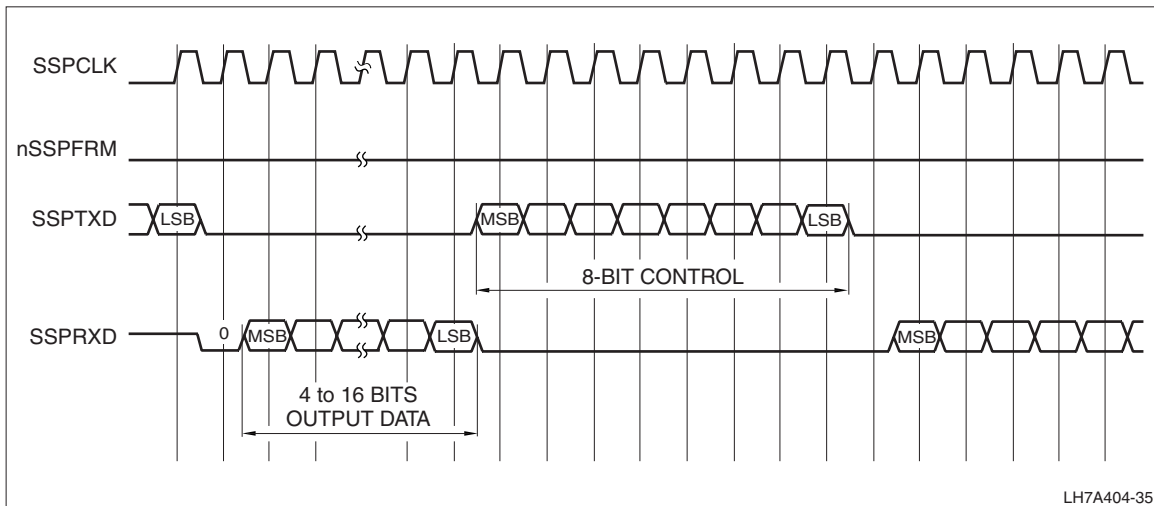 SSPCLK
nSSPFRM
SSPTXD
LSB
MSB
LSB
8-BIT CONTROL
SSPRXD
0
MSB
LSB
MSB
4 to 16 BITS
OUTPUT DATA
LH7A404-35